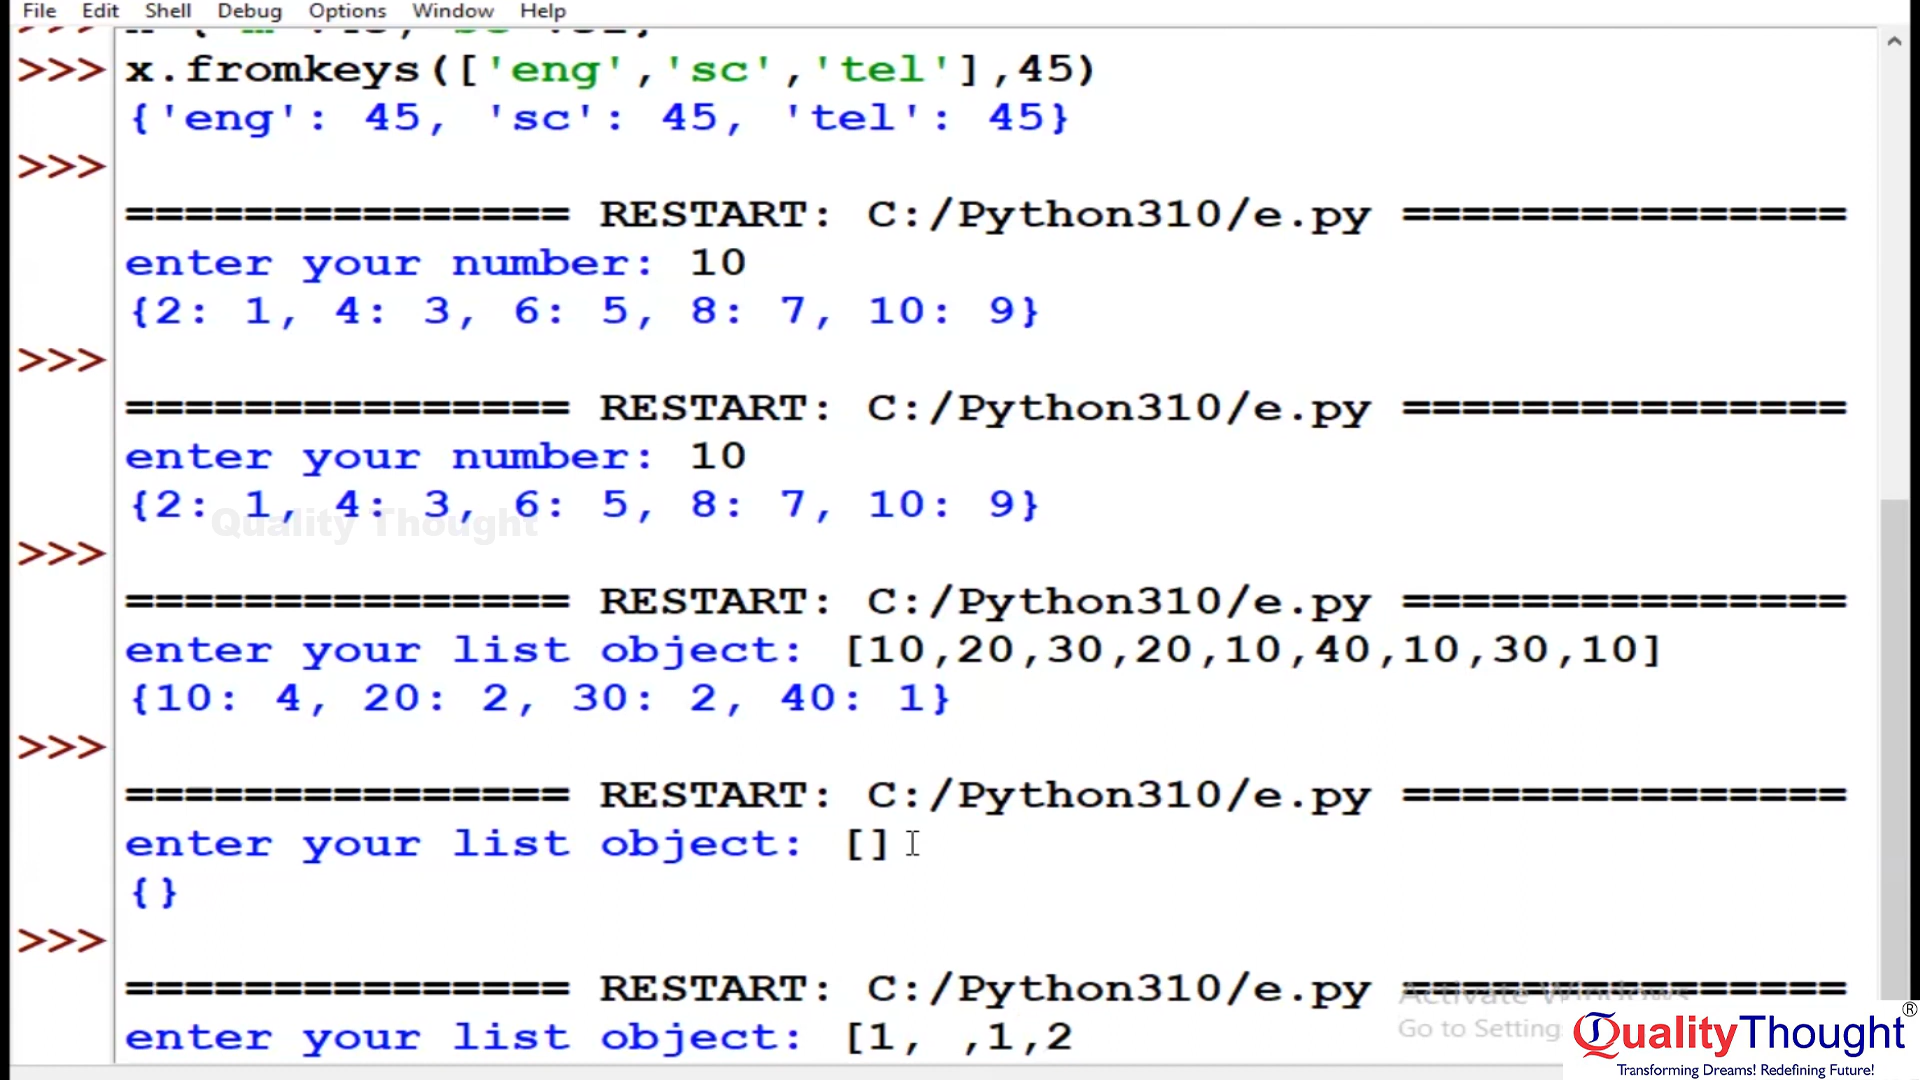 File Edit Shell Debug Options Window Help
>>> x.fromkeys(['eng','sc','tel'],45)
{'eng': 45, 'sc': 45, 'tel': 45}
>>>
=============== RESTART: C:/Python310/e.py ===============
enter your number: 10
{2: 1, 4: 3, 6: 5, 8: 7, 10: 9}
>>>
=============== RESTART: C:/Python310/e.py ===============
enter your number: 10
{2: 1, 4: 3, 6: 5, 8: 7, 10: 9}
Quality Thought
>>>
=============== RESTART: C:/Python310/e.py ===============
enter your list object: [10,20,30,20,10,40,10,30,10]
{10: 4, 20: 2, 30: 2, 40: 1}
>>>
=============== RESTART: C:/Python310/e.py ===============
enter your list object: []
{}
>>>
=============== RESTART: C:/Python310/e.py ===============
Activate Windows
enter your list object: [1, ,1,2
Go to Setting
QualityThought®
Transforming Dreams! Redefining Future!